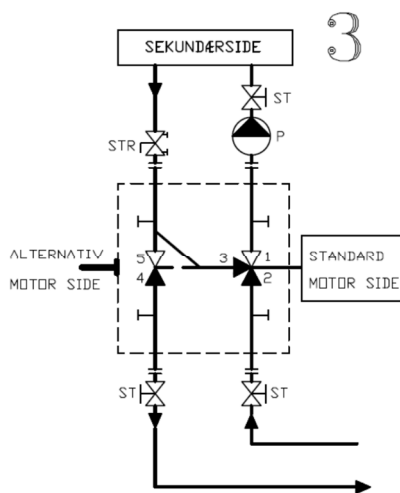 SEKUNDÆRSIDE
3
ST
P
STR
ALTERNATIV
MOTOR SIDE
5
4
3
1
2
STANDARD
MOTOR SIDE
ST
ST